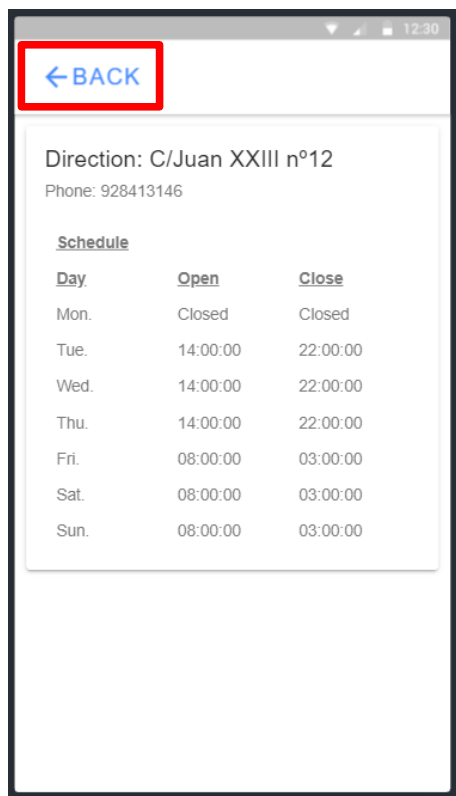 12:30
BACK
Direction: C/Juan XXIII nº12
Phone: 928413146
Schedule
Day Open Close
Mon. Closed Closed
Tue. 14:00:00 22:00:00
Wed. 14:00:00 22:00:00
Thu. 14:00:00 22:00:00
Fri. 08:00:00 03:00:00
Sat. 08:00:00 03:00:00
Sun. 08:00:00 03:00:00